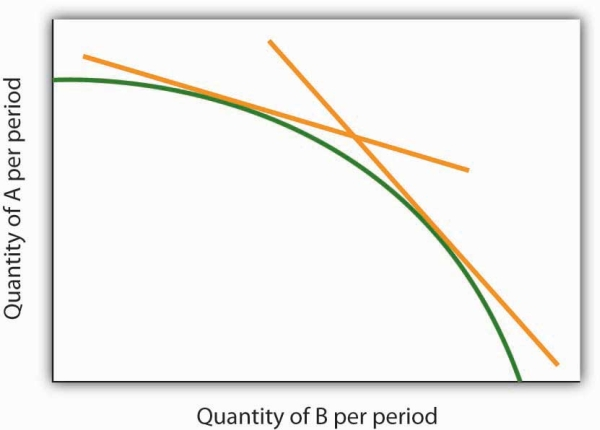 Quantity of A per period
Quantity of B per period